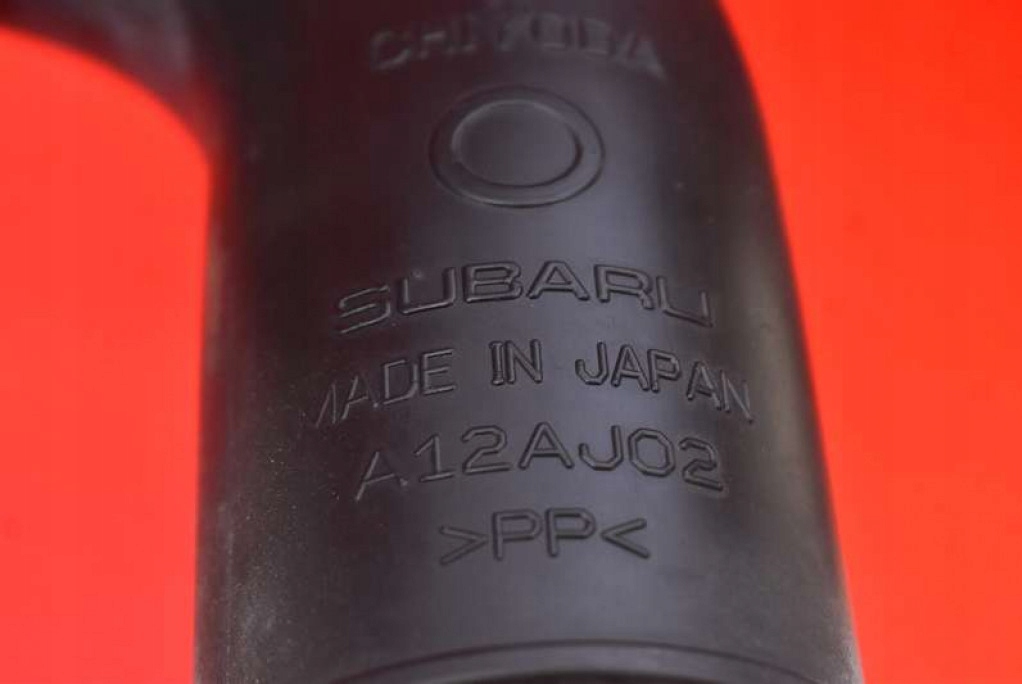 SUBARU
MADE IN JAPAN
A12AJ02
>PP<